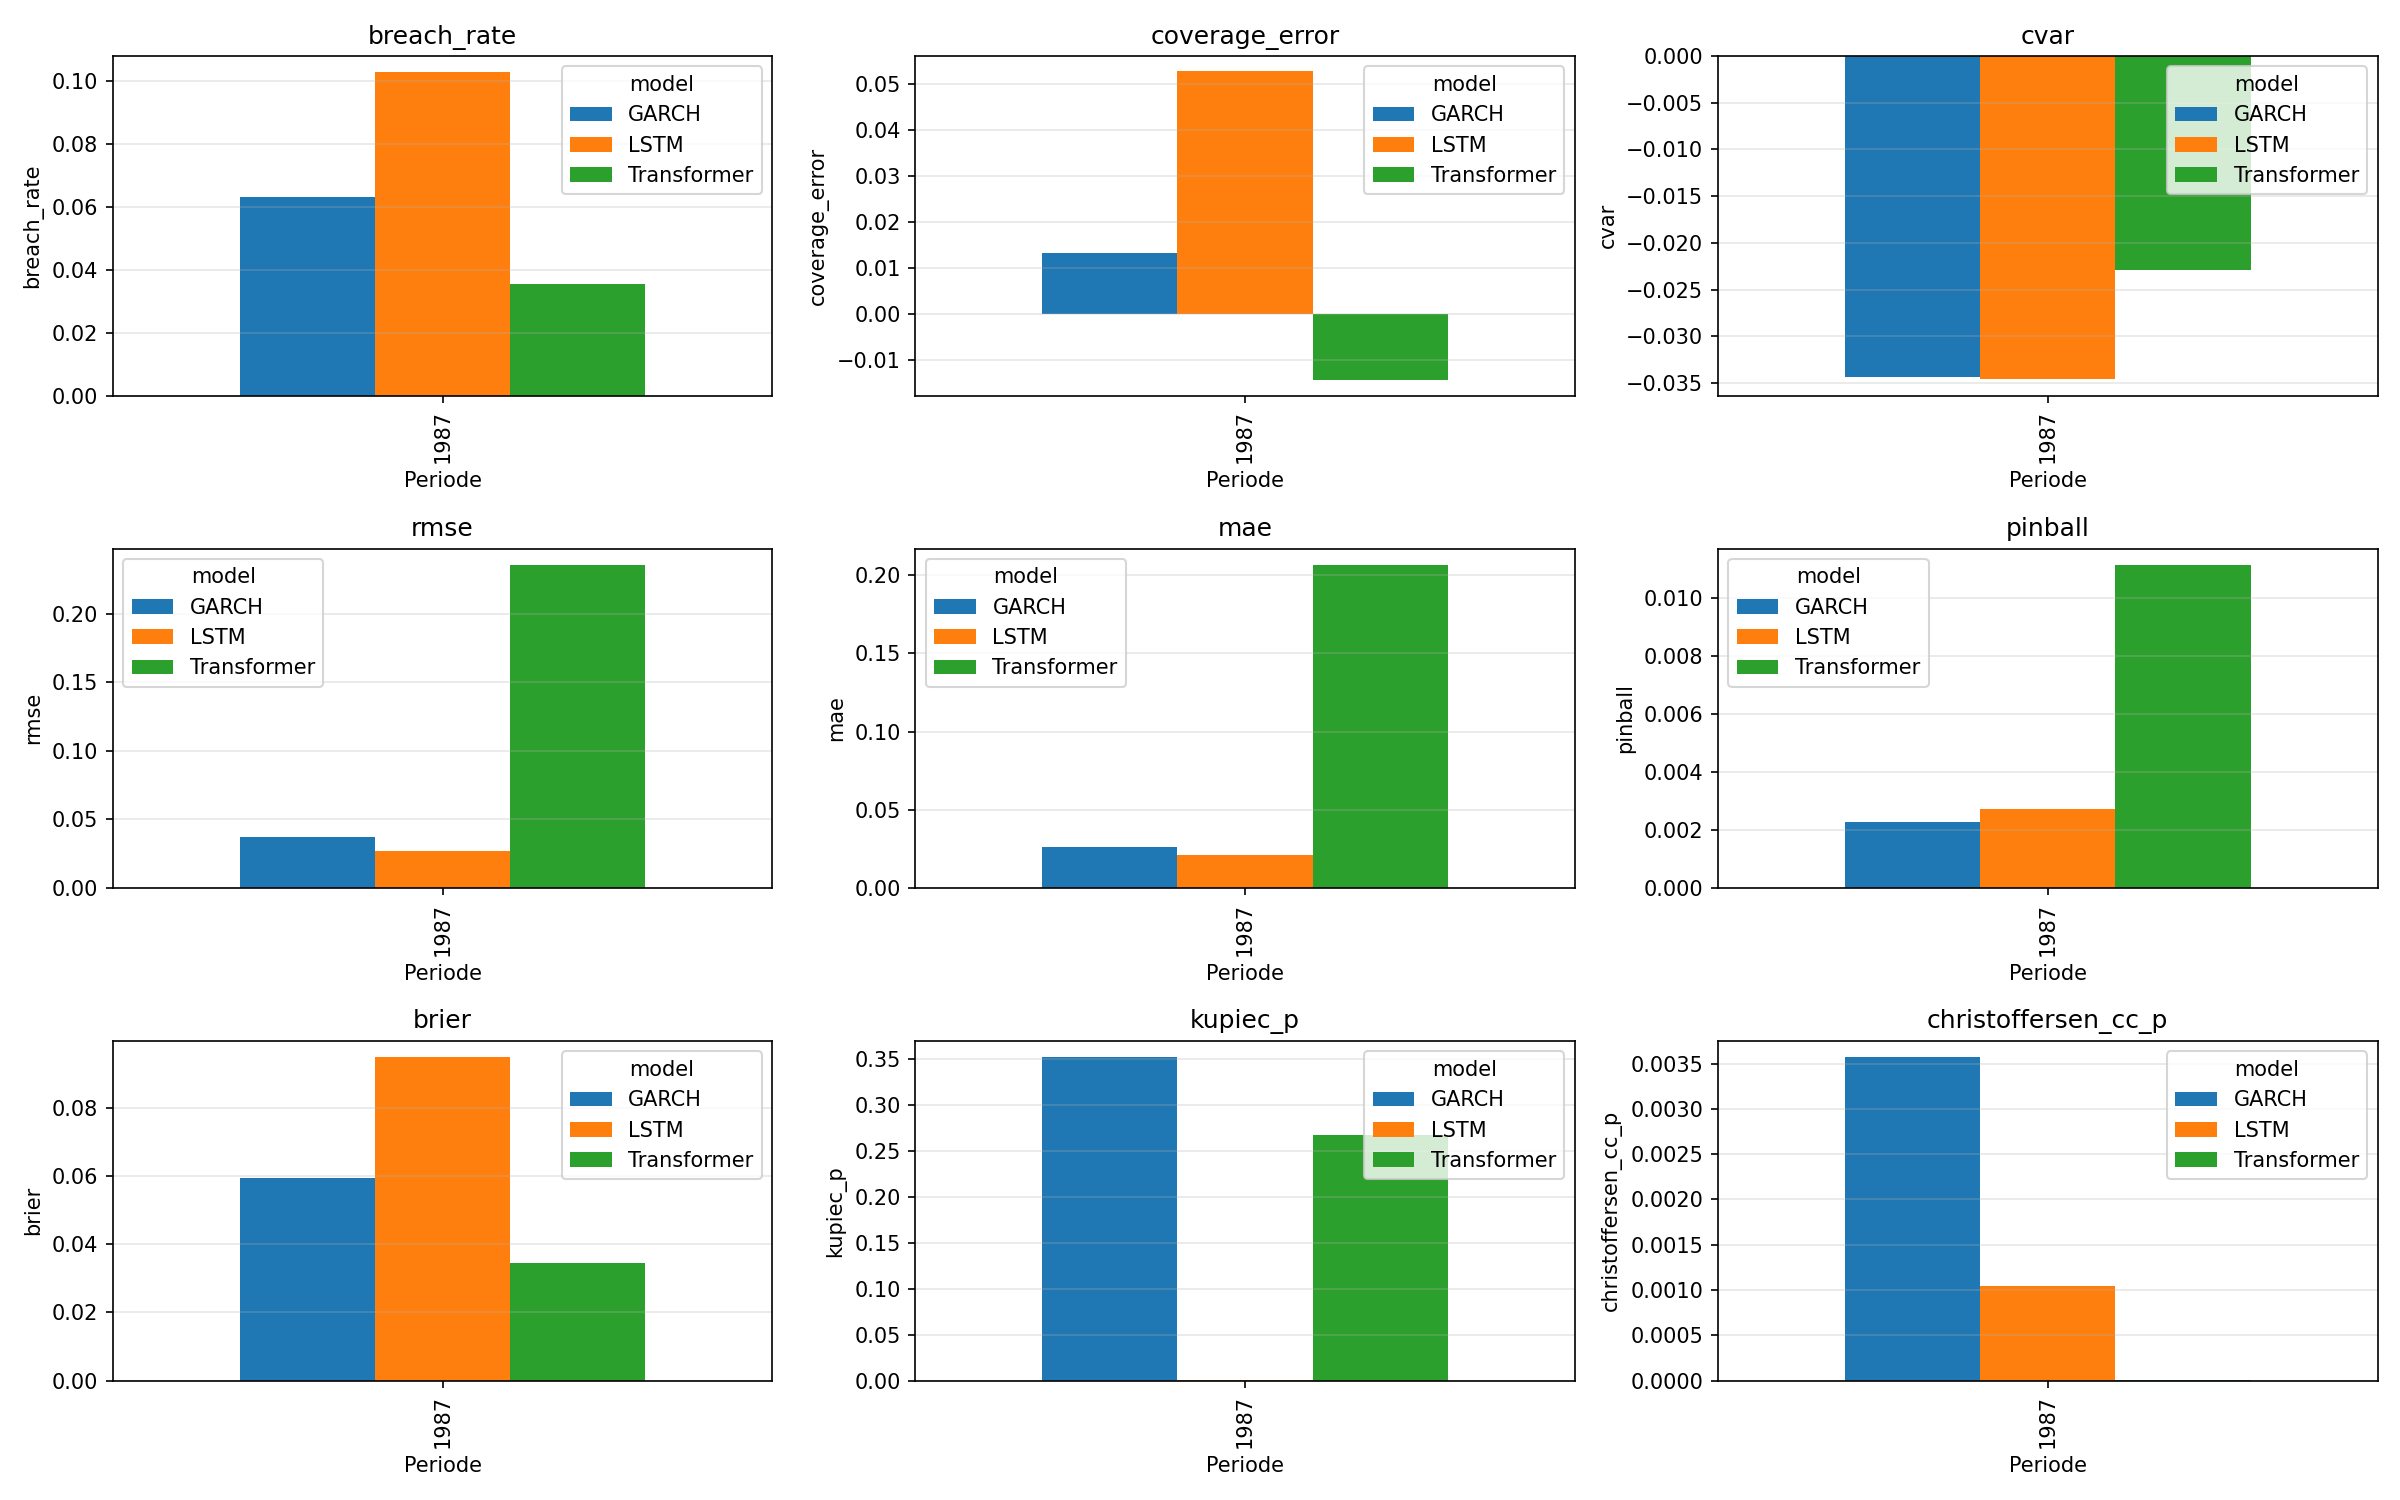 breach_rate
breach_rate
0.10
0.08
0.06
0.04
0.02
0.00
model
GARCH
LSTM
Transformer
1987
Periode
coverage_error
coverage_error
0.05
0.04
0.03
0.02
0.01
0.00
−0.01
model
GARCH
LSTM
Transformer
1987
Periode
cvar
cvar
0.000
−0.005
−0.010
−0.015
−0.020
−0.025
−0.030
−0.035
model
GARCH
LSTM
Transformer
1987
Periode
rmse
rmse
0.20
0.15
0.10
0.05
0.00
model
GARCH
LSTM
Transformer
1987
Periode
mae
mae
0.20
0.15
0.10
0.05
0.00
model
GARCH
LSTM
Transformer
1987
Periode
pinball
pinball
0.010
0.008
0.006
0.004
0.002
0.000
model
GARCH
LSTM
Transformer
1987
Periode
brier
brier
0.08
0.06
0.04
0.02
0.00
model
GARCH
LSTM
Transformer
1987
Periode
kupiec_p
kupiec_p
0.35
0.30
0.25
0.20
0.15
0.10
0.05
0.00
model
GARCH
LSTM
Transformer
1987
Periode
christoffersen_cc_p
christoffersen_cc_p
0.0035
0.0030
0.0025
0.0020
0.0015
0.0010
0.0005
0.0000
model
GARCH
LSTM
Transformer
1987
Periode